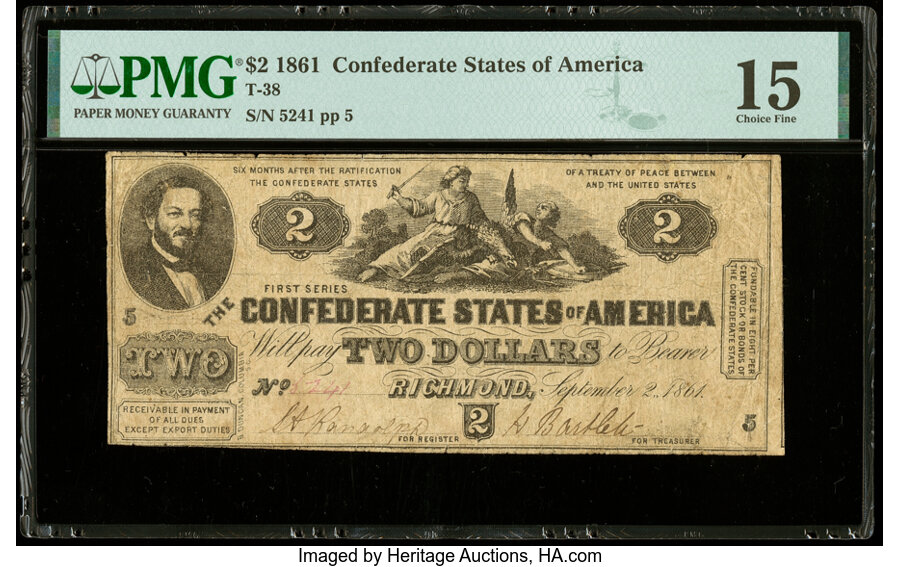 PMG® $2 1861 Confederate States of America
T-38
PAPER MONEY GUARANTY
S/N 5241 pp 5
15
Choice Fine
SIX MONTHS AFTER THE RATIFICATION OF A TREATY OF PEACE BETWEEN
THE CONFEDERATE STATES AND THE UNITED STATES
2 2
FIRST SERIES
5 THE CONFEDERATE STATES OF AMERICA
FUNDABLE IN EIGHT PER
CENT STOCK OR BONDS OF
THE CONFEDERATE STATES
TWO
Will pay TWO DOLLARS to Bearer
No 5241 RICHMOND, September 2, 1861.
RECEIVABLE IN PAYMENT
OF ALL DUES
EXCEPT EXPORT DUTIES
St Randolph 2 H Bartlett 5
FOR REGISTER FOR TREASURER
Imaged by Heritage Auctions, HA.com